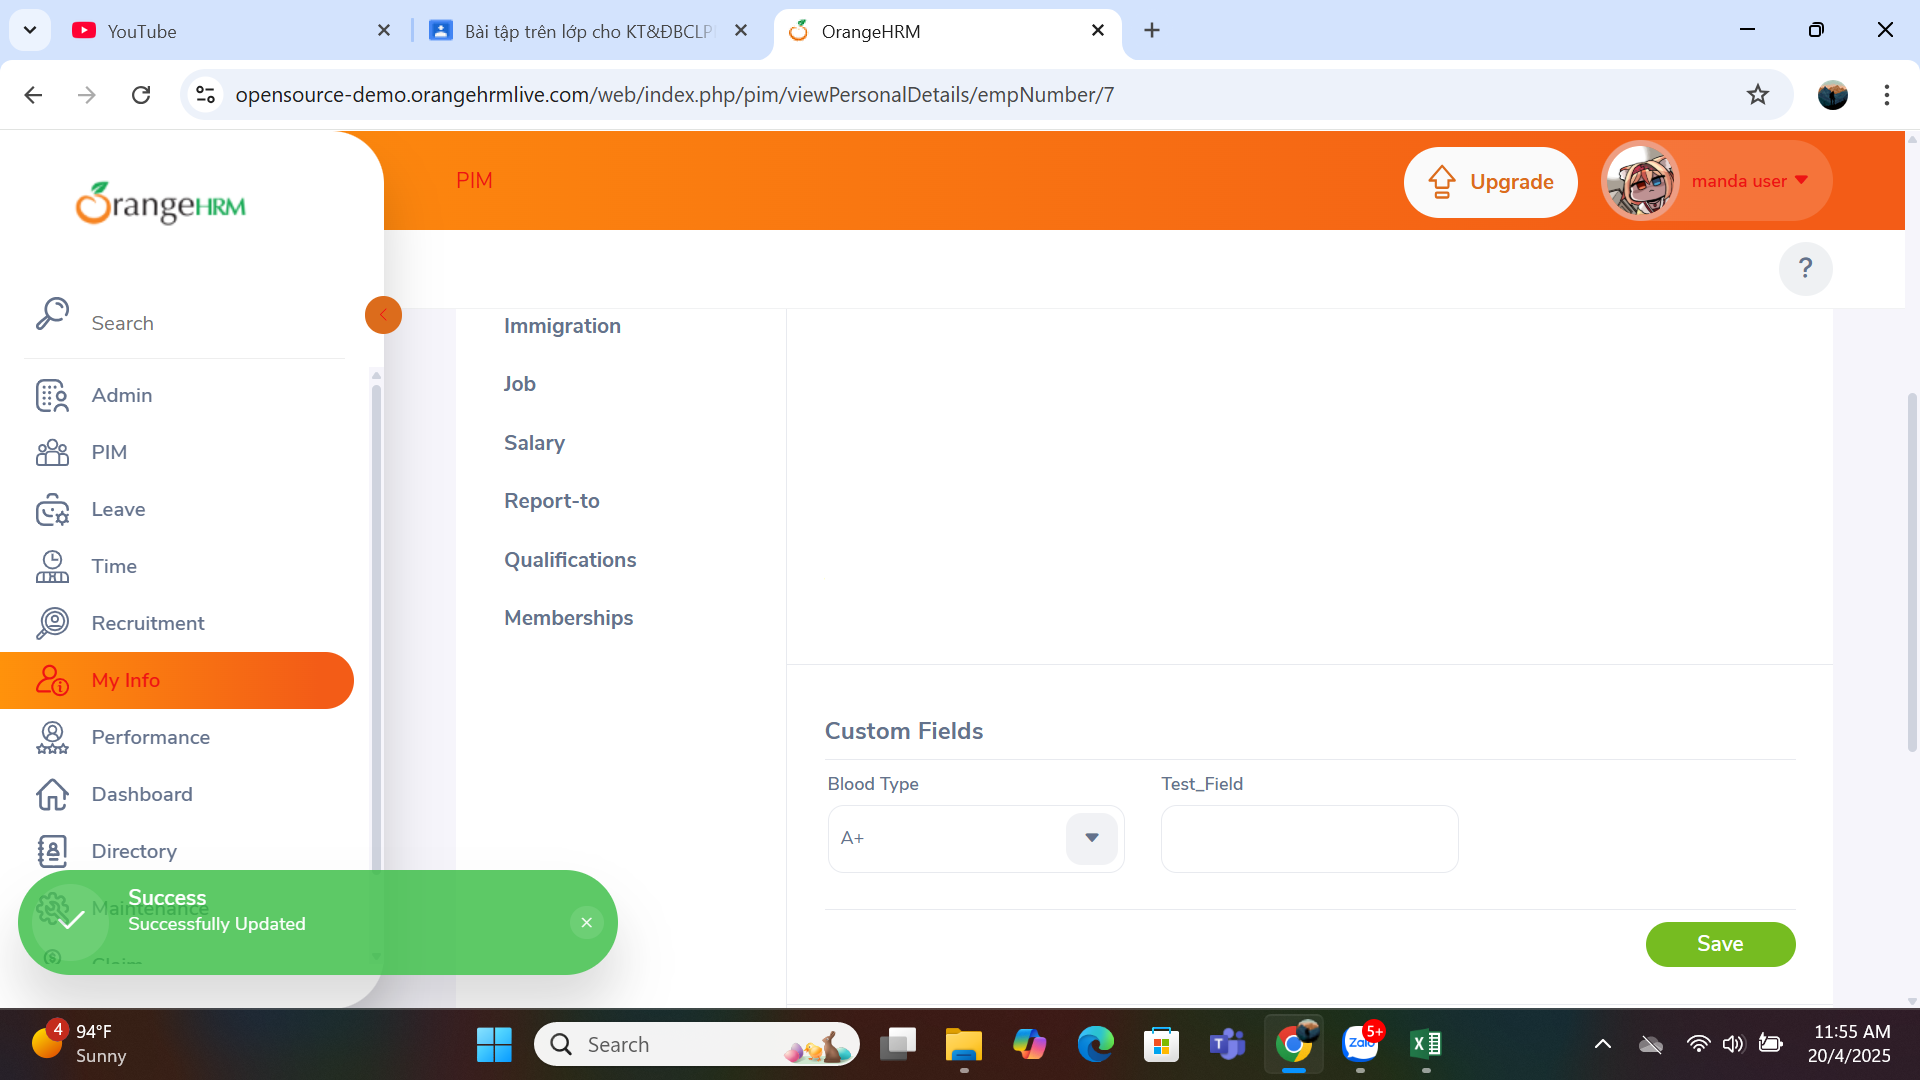 YouTube
Bài tập trên lớp cho KT&ĐBCLP
OrangeHRM
opensource-demo.orangehrmlive.com/web/index.php/pim/viewPersonalDetails/empNumber/7
OrangeHRM
PIM
Upgrade
manda user
?
Search
Admin
PIM
Leave
Time
Recruitment
My Info
Performance
Dashboard
Directory
Maintenance
Claim
Immigration
Job
Salary
Report-to
Qualifications
Memberships
Custom Fields
Blood Type
Test_Field
A+
Save
Success
Successfully Updated
4
94°F
Sunny
Search
Zalo
5+
11:55 AM
20/4/2025